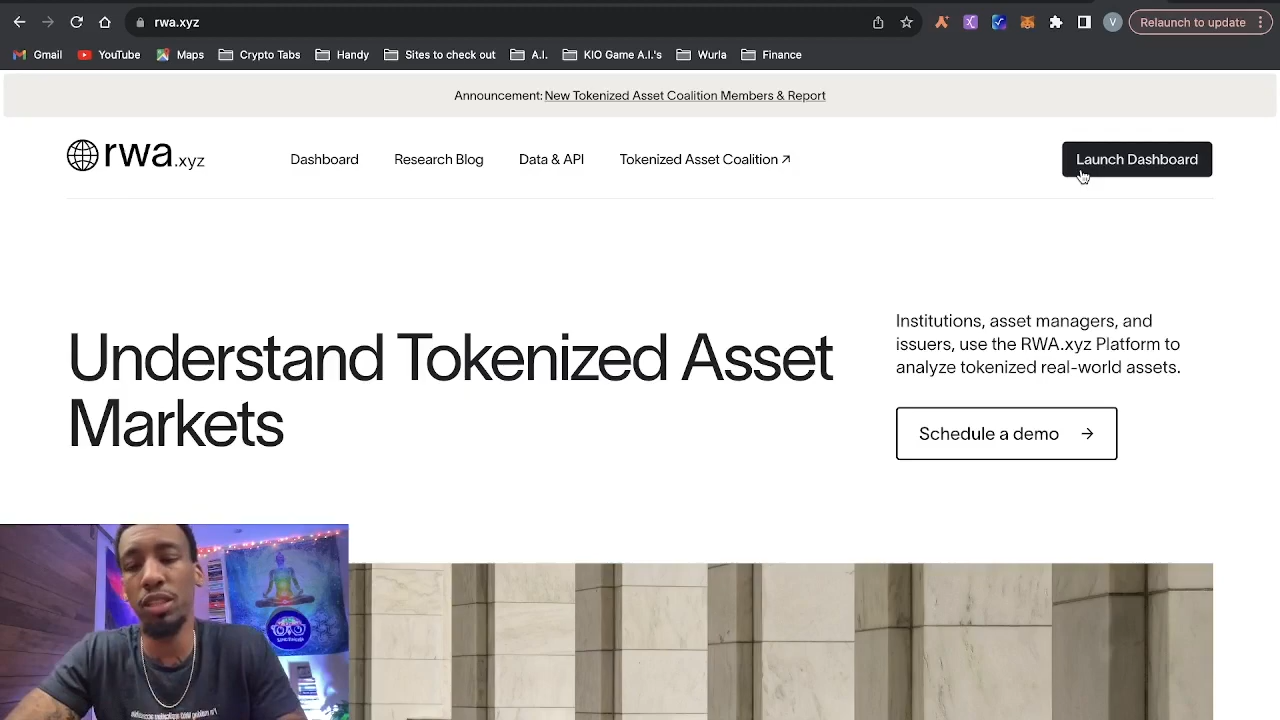 rwa.xyz
Relaunch to update
Gmail
YouTube
Maps
Crypto Tabs
Handy
Sites to check out
A.I.
KIO Game A.I.'s
Wurla
Finance
Announcement: New Tokenized Asset Coalition Members & Report
rwa.xyz
Dashboard
Research Blog
Data & API
Tokenized Asset Coalition ↗
Launch Dashboard
Understand Tokenized Asset
Markets
Institutions, asset managers, and
issuers, use the RWA.xyz Platform to
analyze tokenized real-world assets.
Schedule a demo →
V